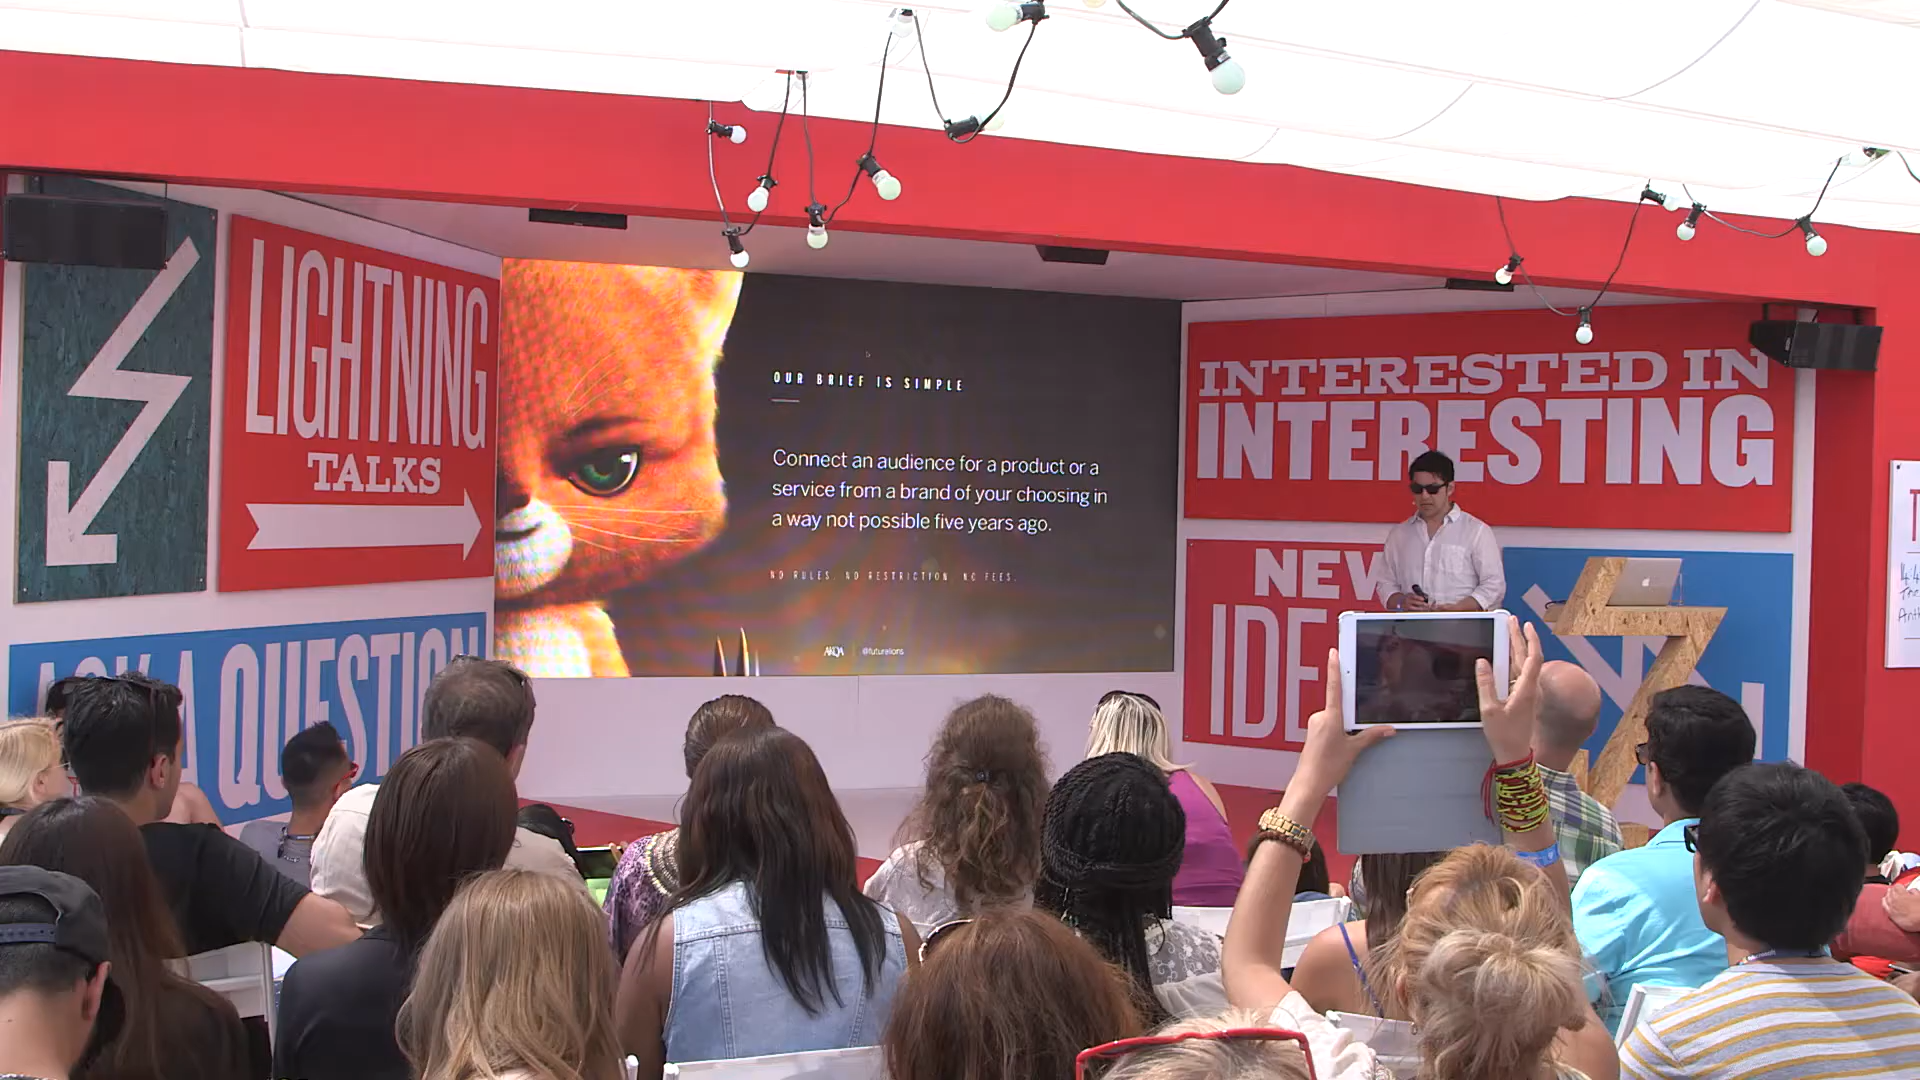 LIGHTNING
TALKS
ASK A QUESTION
OUR BRIEF IS SIMPLE
Connect an audience for a product or a
service from a brand of your choosing in
a way not possible five years ago.
NO RULES. NO RESTRICTION. NO FEES.
AKQA @futurelions
INTERESTED IN
INTERESTING
NEW
IDE